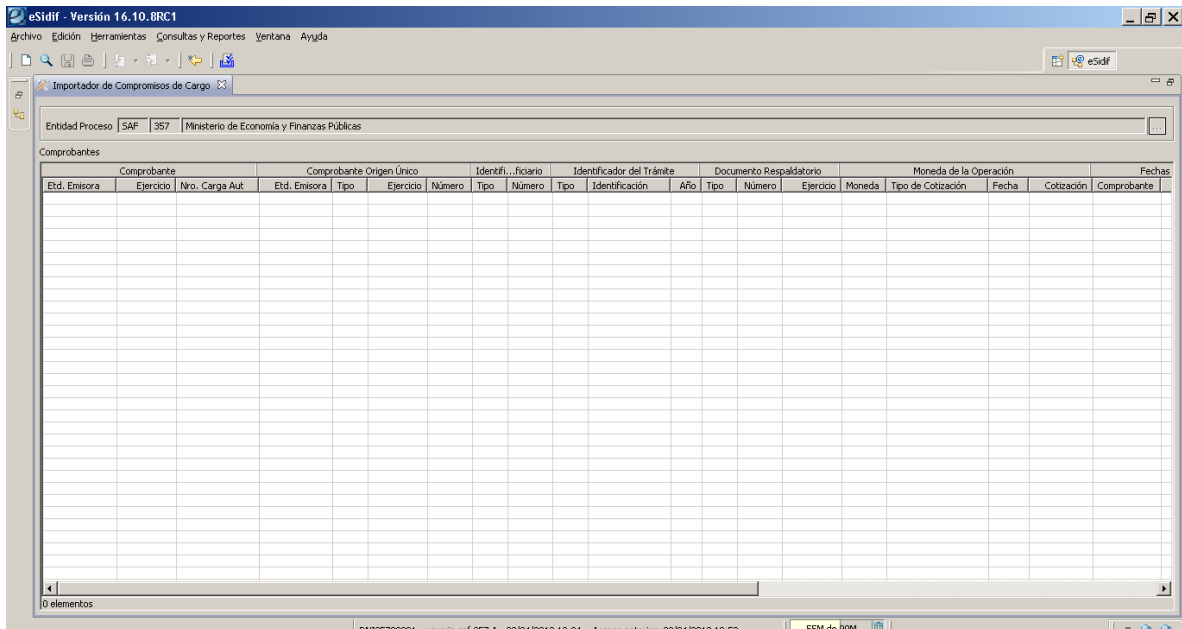 eSidif - Versión 16.10.8RC1
Archivo Edición Herramientas Consultas y Reportes Ventana Ayuda
eSidif
Importador de Compromisos de Cargo
Entidad Proceso SAF 357 Ministerio de Economía y Finanzas Públicas ...
Comprobantes
Comprobante Comprobante Origen Único Identifi...ficiario Identificador del Trámite Documento Respaldatorio Moneda de la Operación Fechas
Etd. Emisora Ejercicio Nro. Carga Aut Etd. Emisora Tipo Ejercicio Número Tipo Número Tipo Identificación Año Tipo Número Ejercicio Moneda Tipo de Cotización Fecha Cotización Comprobante
0 elementos